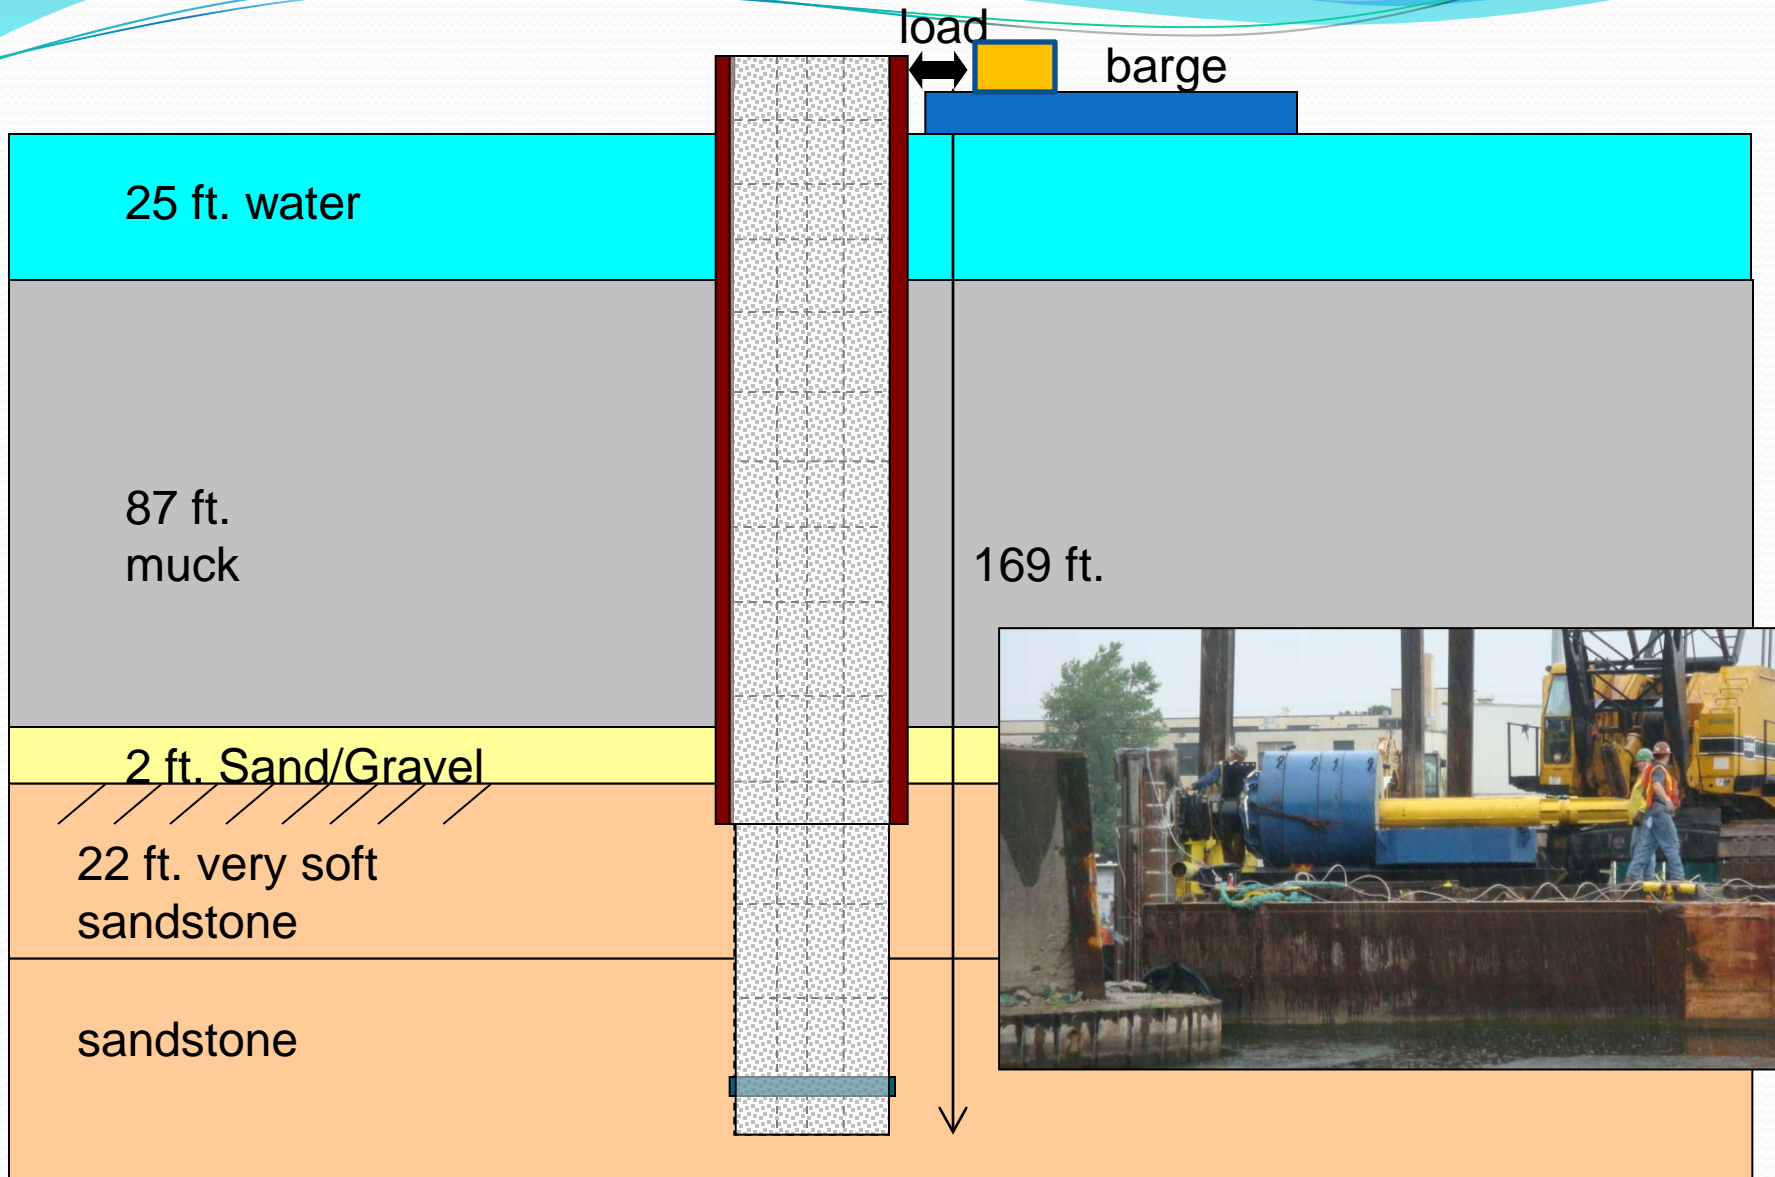 load
barge
25 ft. water
87 ft.
muck
169 ft.
2 ft. Sand/Gravel
22 ft. very soft
sandstone
sandstone